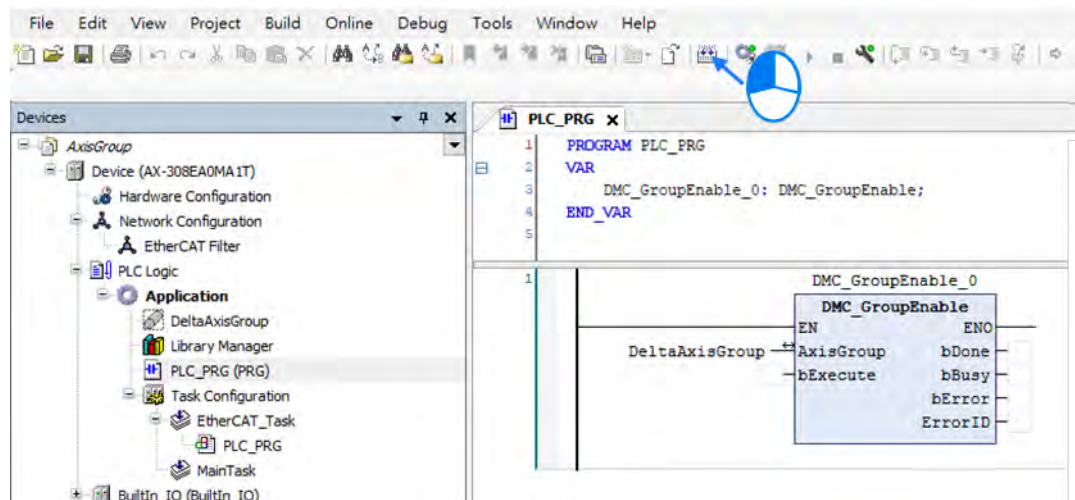 File Edit View Project Build Online Debug Tools Window Help
Devices
AxisGroup
Device (AX-308EA0MA1T)
Hardware Configuration
Network Configuration
EtherCAT Filter
PLC Logic
Application
DeltaAxisGroup
Library Manager
PLC_PRG (PRG)
Task Configuration
EtherCAT_Task
PLC_PRG
MainTask
BuiltIn_IO (BuiltIn_IO)
PLC_PRG
1 PROGRAM PLC_PRG
2 VAR
3 DMC_GroupEnable_0: DMC_GroupEnable;
4 END_VAR
5
1
DMC_GroupEnable_0
DMC_GroupEnable
EN ENO
DeltaAxisGroup AxisGroup bDone
bExecute bBusy
bError
ErrorID